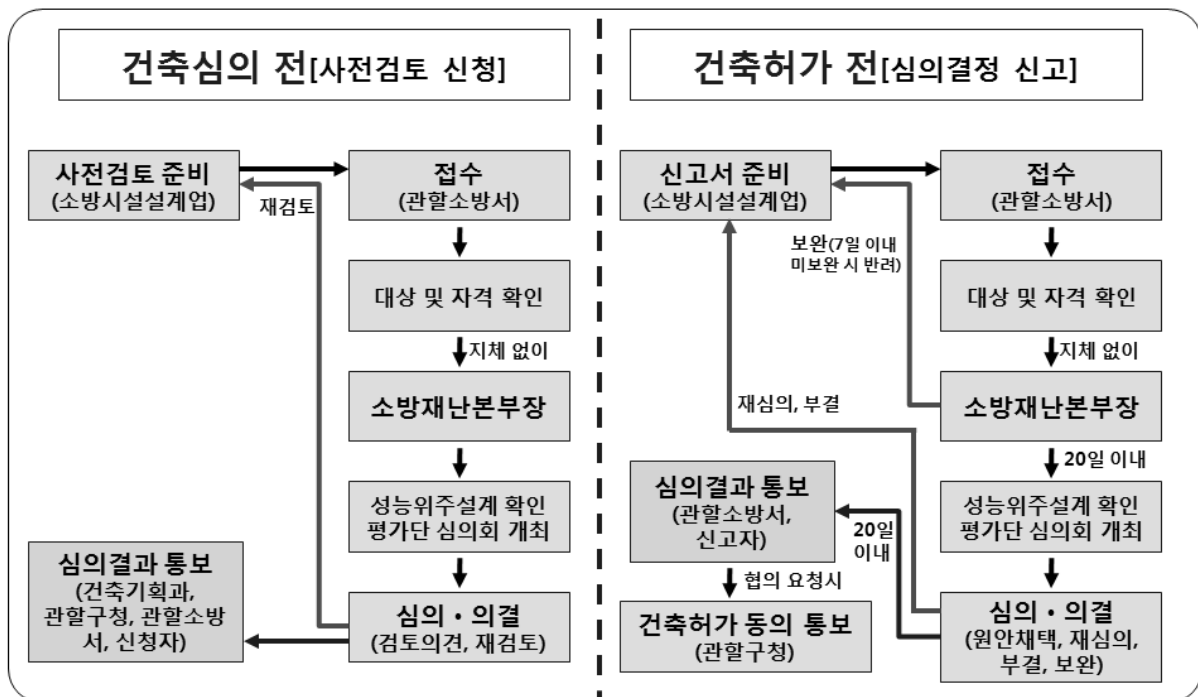 건축심의 전[사전검토 신청]
사전검토 준비
(소방시설설계업)
접수
(관할소방서)
재검토
대상 및 자격 확인
지체 없이
소방재난본부장
성능위주설계 확인
평가단 심의회 개최
심의·의결
(검토의견, 재검토)
심의결과 통보
(건축기획과,
관할구청, 관할소방
서, 신청자)
건축허가 전[심의결정 신고]
신고서 준비
(소방시설설계업)
접수
(관할소방서)
보완(7일 이내
미보완 시 반려)
대상 및 자격 확인
지체 없이
소방재난본부장
재심의, 부결
20일 이내
성능위주설계 확인
평가단 심의회 개최
심의·의결
(원안채택, 재심의,
부결, 보완)
20일
이내
심의결과 통보
(관할소방서,
신고자)
협의 요청시
건축허가 동의 통보
(관할구청)